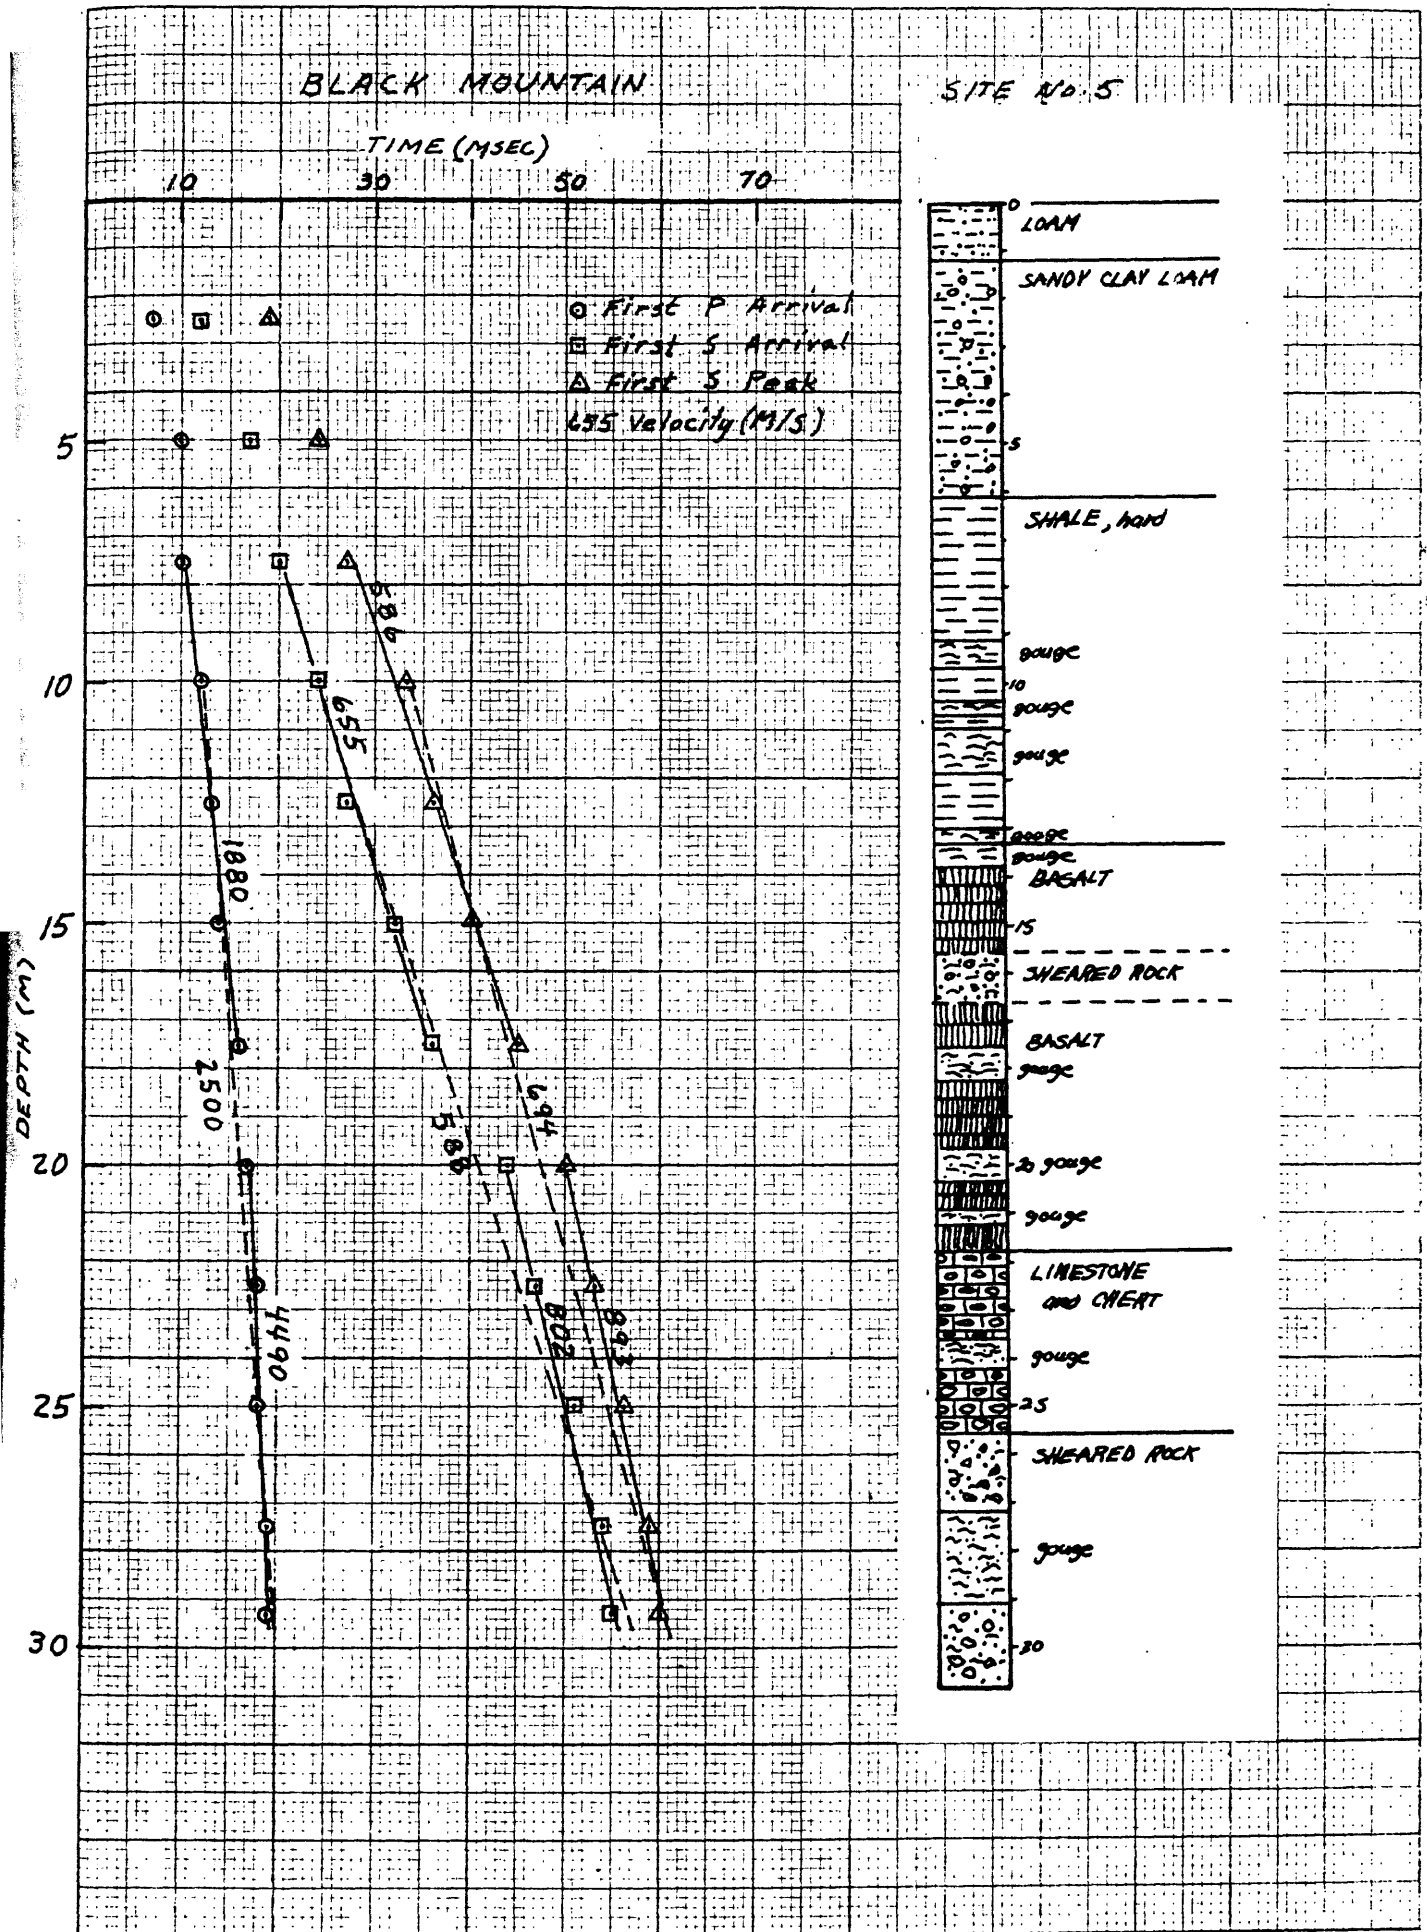 BLACK MOUNTAIN
SITE NO. 5
TIME (MSEC)
10 30 50 70
First P Arrival
First S Arrival
First S Peak
655 Velocity (M/S)
5
10
15
20
25
30
DEPTH (M)
586
655
1880
2500
586
694
802
893
4490
0
LOAM
SANDY CLAY LOAM
5
SHALE, hard
gouge
10
gouge
gouge
gouge
gouge
BASALT
15
SHEARED ROCK
BASALT
gouge
20 gouge
gouge
LIMESTONE
and CHERT
gouge
25
SHEARED ROCK
gouge
30